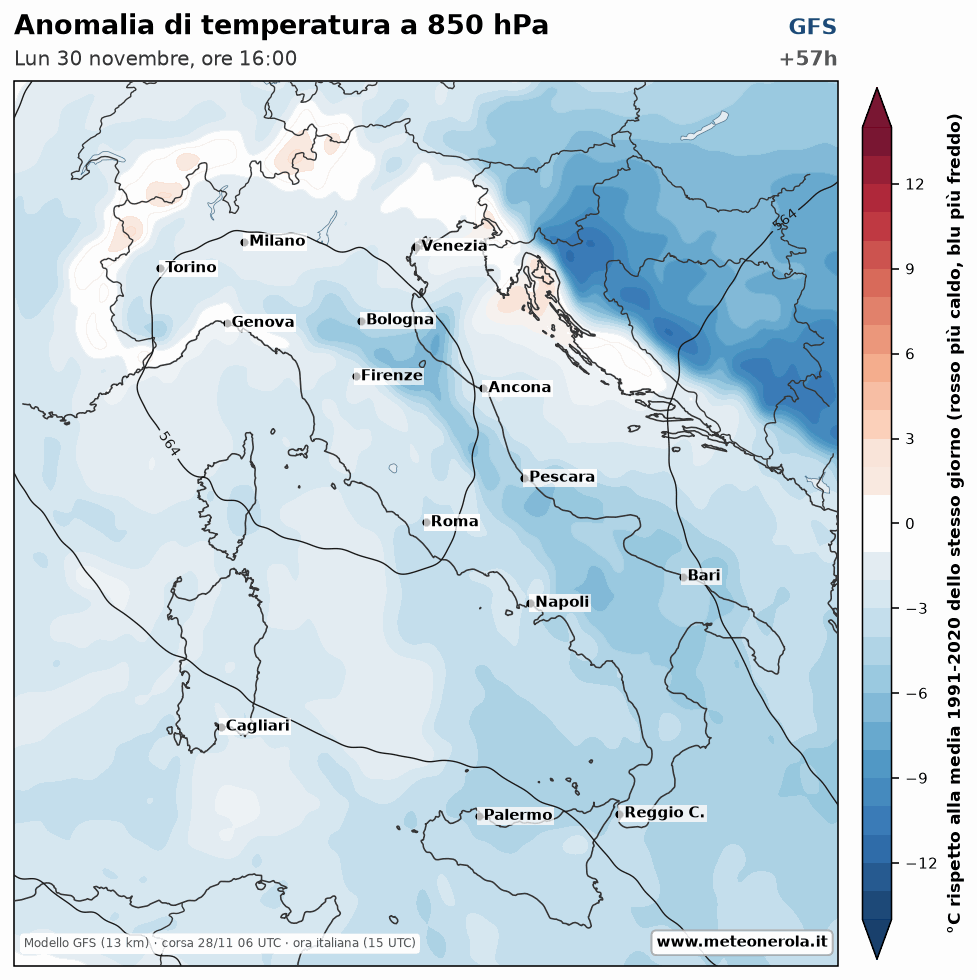 Anomalia di temperatura a 850 hPa
GFS
Lun 30 novembre, ore 16:00
+57h
564
Milano
Venezia
Torino
Genova
Bologna
Firenze
Ancona
564
Pescara
Roma
Bari
Napoli
Cagliari
Palermo
Reggio C.
12
9
6
3
0
−3
−6
−9
−12
°C rispetto alla media 1991-2020 dello stesso giorno (rosso più caldo, blu più freddo)
Modello GFS (13 km) · corsa 28/11 06 UTC · ora italiana (15 UTC)
www.meteonerola.it